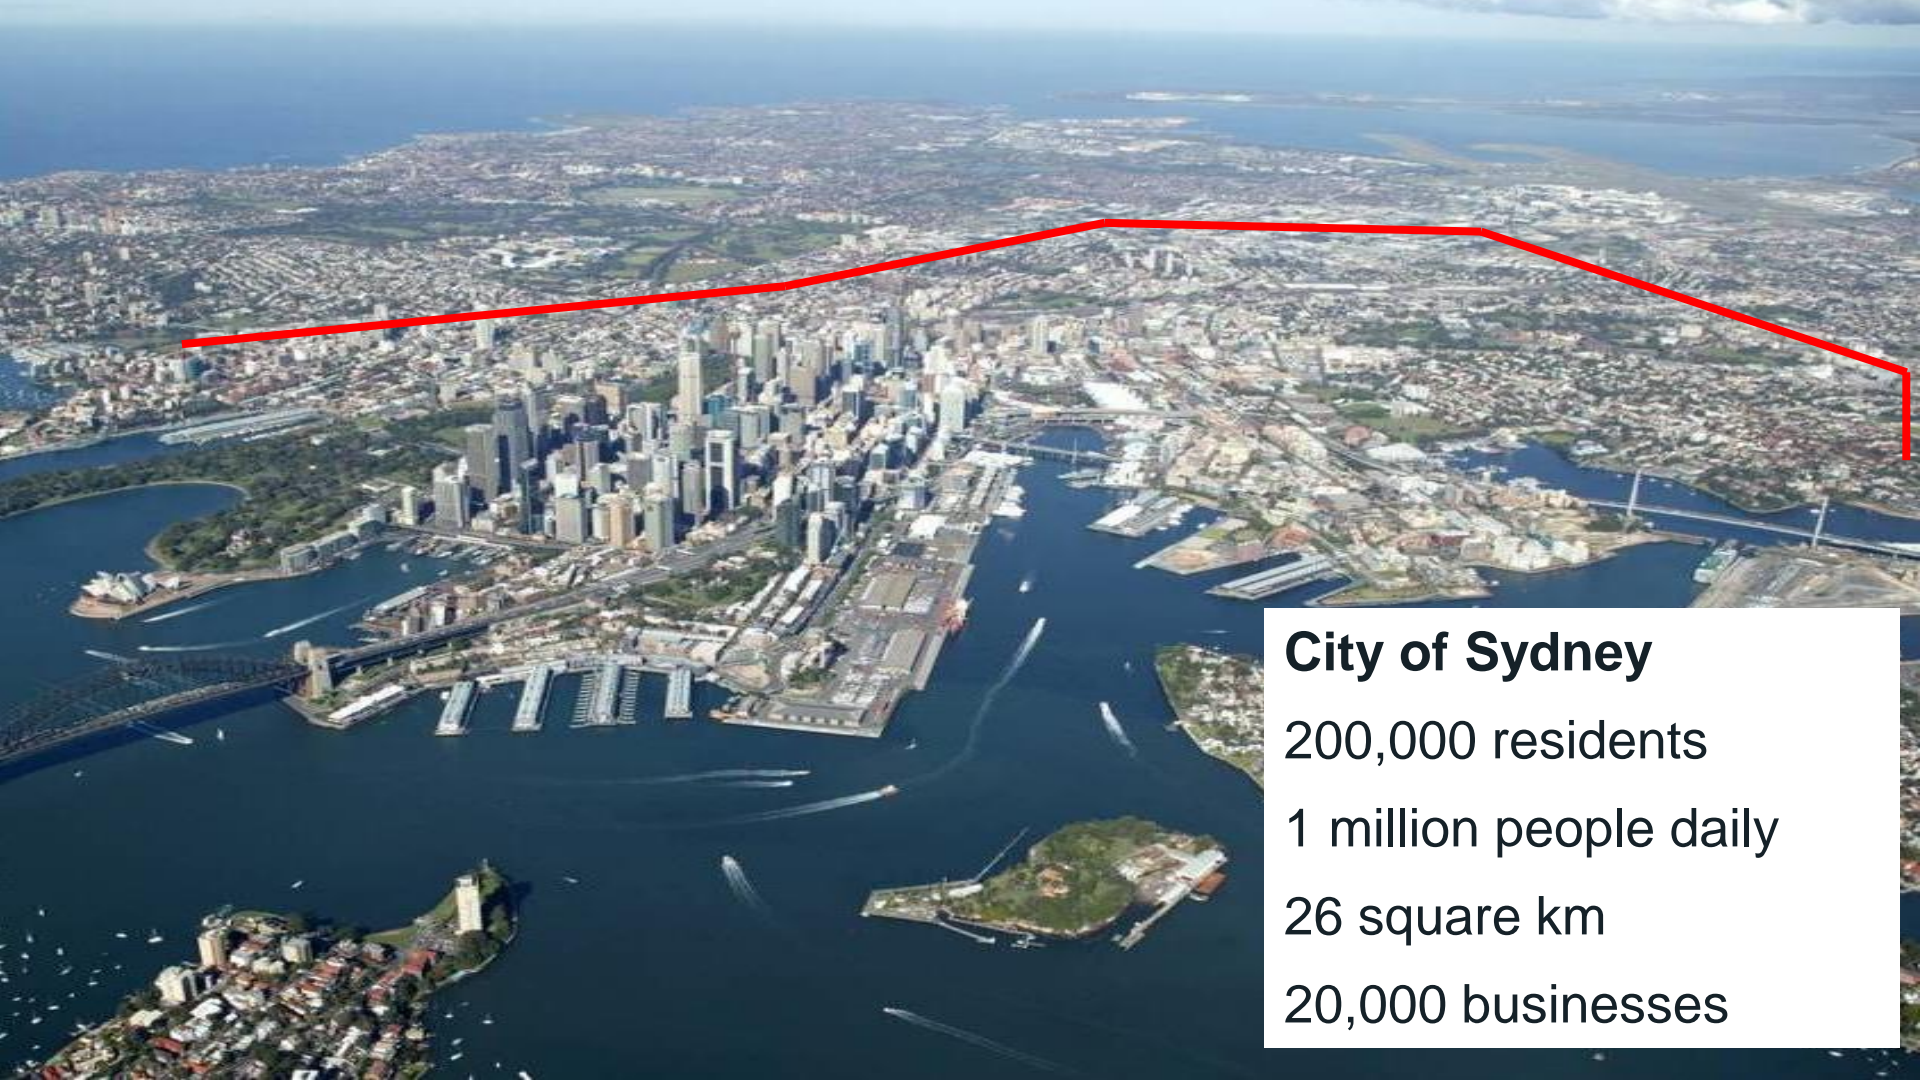 City of Sydney
200,000 residents
1 million people daily
26 square km
20,000 businesses